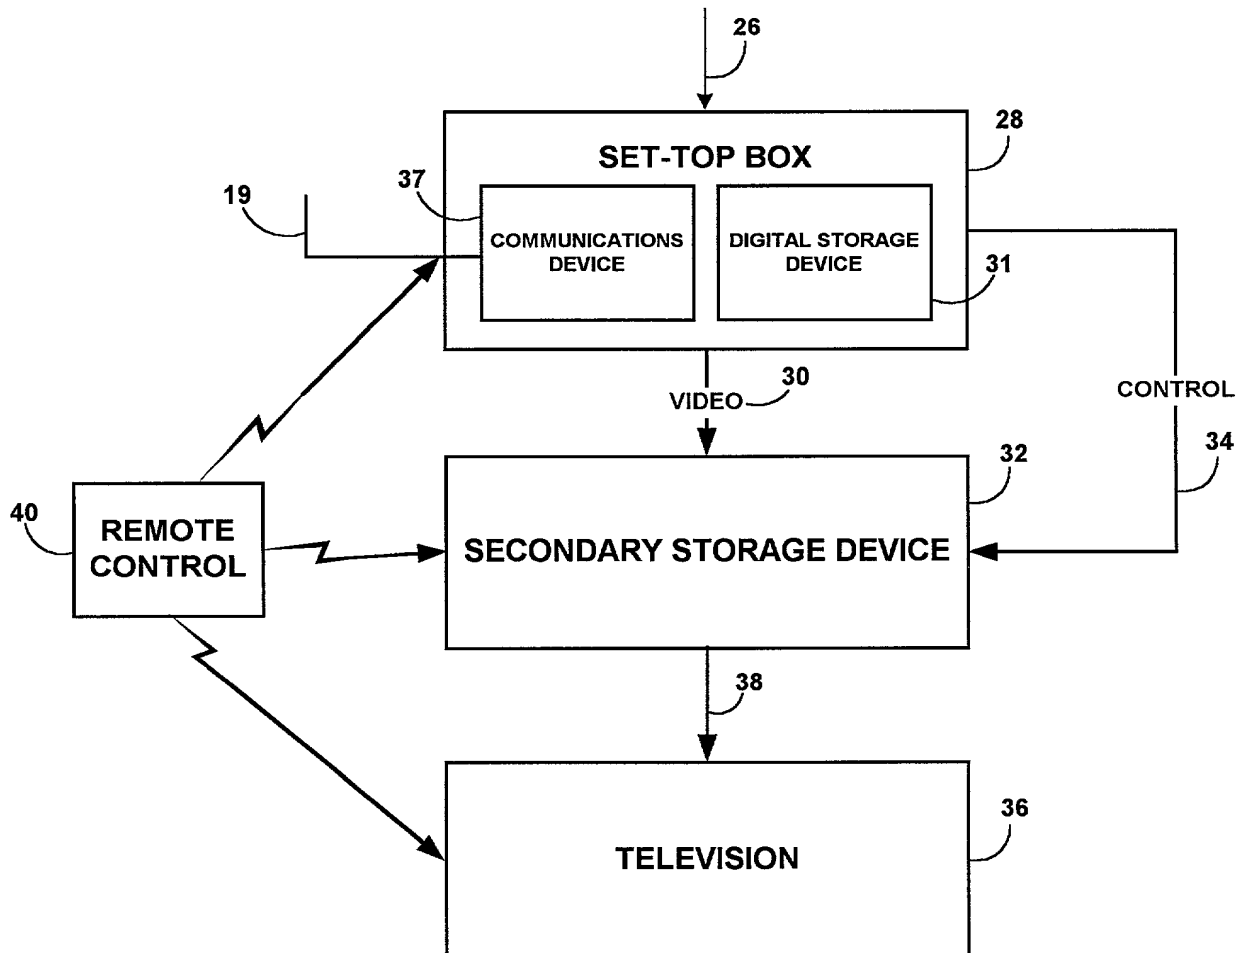 26
28
SET-TOP BOX
37
19
COMMUNICATIONS
DEVICE
DIGITAL STORAGE
DEVICE
31
VIDEO
30
CONTROL
34
32
SECONDARY STORAGE DEVICE
40
REMOTE
CONTROL
38
36
TELEVISION